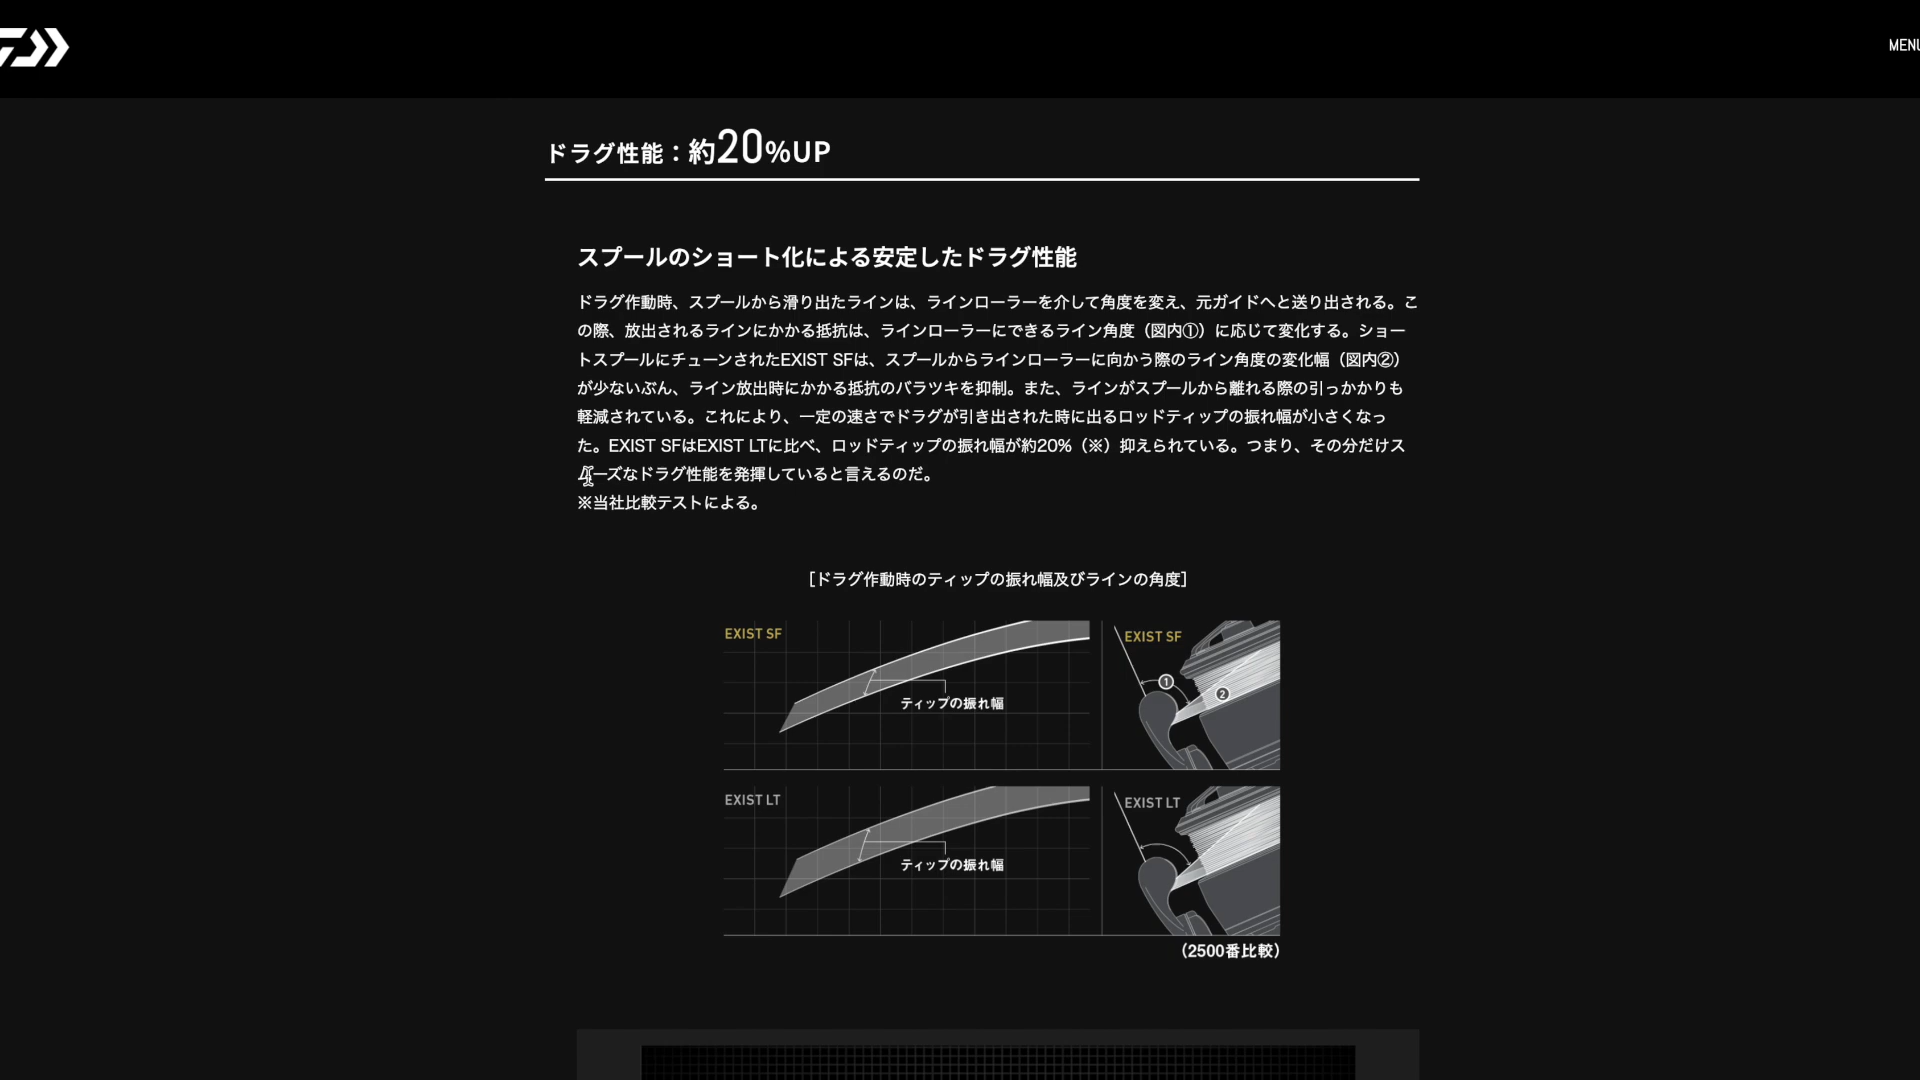 MENU
ドラグ性能：約20%UP
スプールのショート化による安定したドラグ性能
ドラグ作動時、スプールから滑り出たラインは、ラインローラーを介して角度を変え、元ガイドへと送り出される。こ
の際、放出されるラインにかかる抵抗は、ラインローラーにできるライン角度（図内①）に応じて変化する。ショー
トスプールにチューンされたEXIST SFは、スプールからラインローラーに向かう際のライン角度の変化幅（図内②）
が少ないぶん、ライン放出時にかかる抵抗のバラツキを抑制。また、ラインがスプールから離れる際の引っかかりも
軽減されている。これにより、一定の速さでドラグが引き出された時に出るロッドティップの振れ幅が小さくなっ
た。EXIST SFはEXIST LTに比べ、ロッドティップの振れ幅が約20%（※）抑えられている。つまり、その分だけス
ムーズなドラグ性能を発揮していると言えるのだ。
※当社比較テストによる。
［ドラグ作動時のティップの振れ幅及びラインの角度］
EXIST SF
ティップの振れ幅
EXIST SF
1
2
EXIST LT
ティップの振れ幅
EXIST LT
（2500番比較）